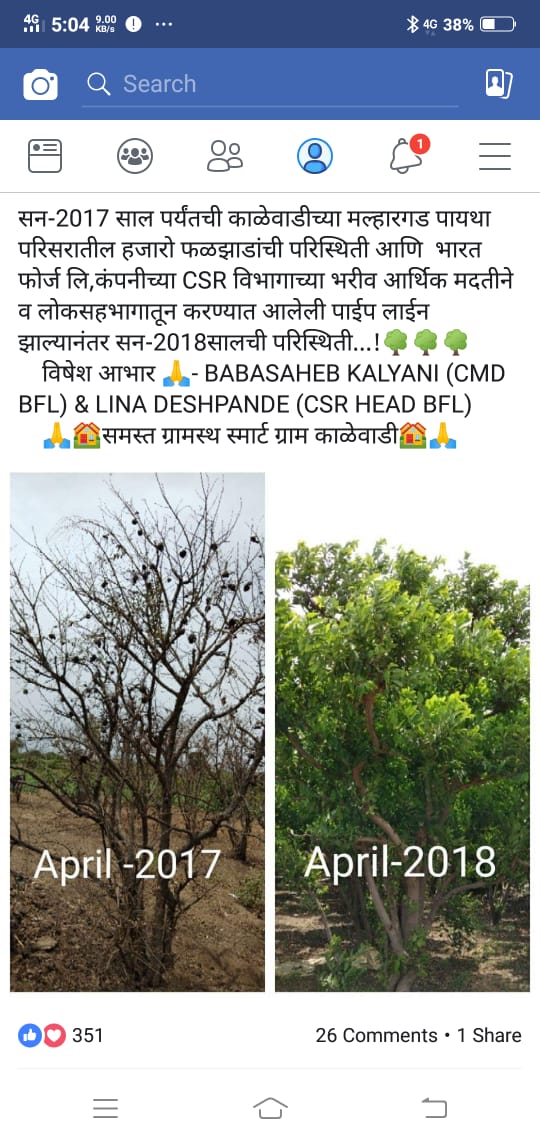 4G 5:04 9.00 KB/s ! ... 4G 38%
Search
1
सन-2017 साल पर्यंतची काळेवाडीच्या मल्हारगड पायथा
परिसरातील हजारो फळझाडांची परिस्थिती आणि भारत
फोर्ज लि,कंपनीच्या CSR विभागाच्या भरीव आर्थिक मदतीने
व लोकसहभागातून करण्यात आलेली पाईप लाईन
झाल्यानंतर सन-2018सालची परिस्थिती...!🌳🌳🌳
विषेश आभार 🙏- BABASAHEB KALYANI (CMD
BFL) & LINA DESHPANDE (CSR HEAD BFL)
🙏🏠समस्त ग्रामस्थ स्मार्ट ग्राम काळेवाडी🏠🙏
April -2017
April-2018
351
26 Comments • 1 Share